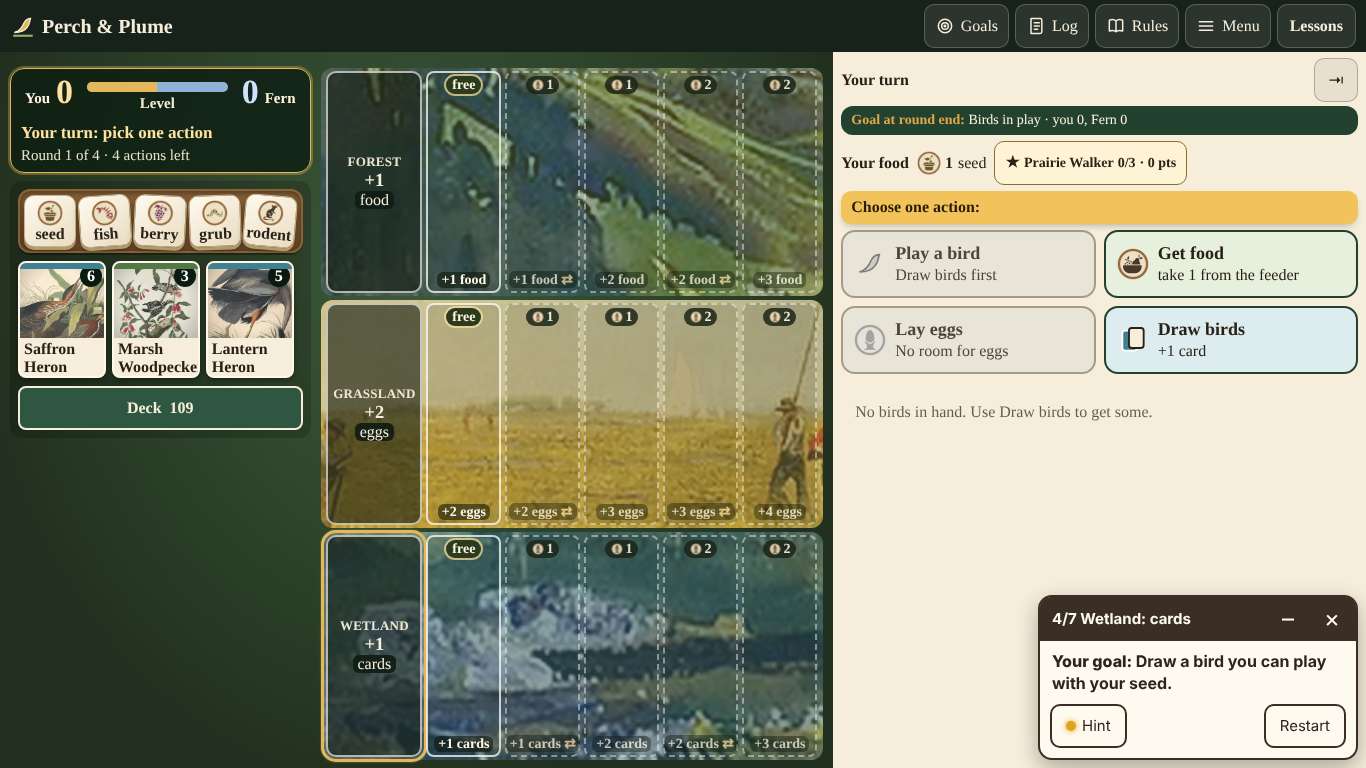 Perch & Plume
Goals
Log
Rules
Menu
Lessons
You 0
Level
0 Fern
Your turn: pick one action
Round 1 of 4 · 4 actions left
seed
fish
berry
grub
rodent
6
Saffron
Heron
3
Marsh
Woodpecke
5
Lantern
Heron
Deck 109
FOREST
+1
food
free
+1 food
1
+1 food ⇄
1
+2 food
2
+2 food ⇄
2
+3 food
GRASSLAND
+2
eggs
free
+2 eggs
1
+2 eggs ⇄
1
+3 eggs
2
+3 eggs ⇄
2
+4 eggs
WETLAND
+1
cards
free
+1 cards
1
+1 cards ⇄
1
+2 cards
2
+2 cards ⇄
2
+3 cards
Your turn
Goal at round end: Birds in play · you 0, Fern 0
Your food 1 seed
★ Prairie Walker 0/3 · 0 pts
Choose one action:
Play a bird
Draw birds first
Get food
take 1 from the feeder
Lay eggs
No room for eggs
Draw birds
+1 card
No birds in hand. Use Draw birds to get some.
4/7 Wetland: cards
Your goal: Draw a bird you can play
with your seed.
Hint
Restart